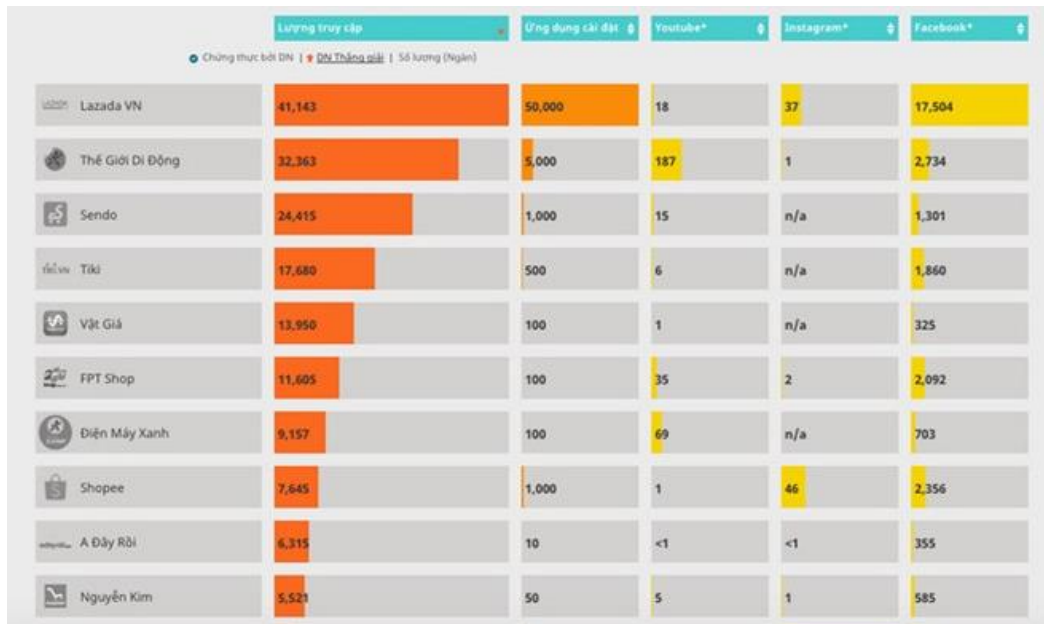 Lượng truy cập Ứng dụng cài đặt Youtube* Instagram* Facebook*
Chứng thực bởi DN | DN Thắng giải | Số lượng (Ngàn)
Lazada VN 41,143 50,000 18 37 17,504
Thế Giới Di Động 32,363 5,000 187 1 2,734
Sendo 24,415 1,000 15 n/a 1,301
Tiki 17,680 500 6 n/a 1,860
Vật Giá 13,950 100 1 n/a 325
FPT Shop 11,605 100 35 2 2,092
Điện Máy Xanh 9,157 100 69 n/a 703
Shopee 7,645 1,000 1 46 2,356
A Đây Rồi 6,315 10 <1 <1 355
Nguyễn Kim 5,521 50 5 1 585